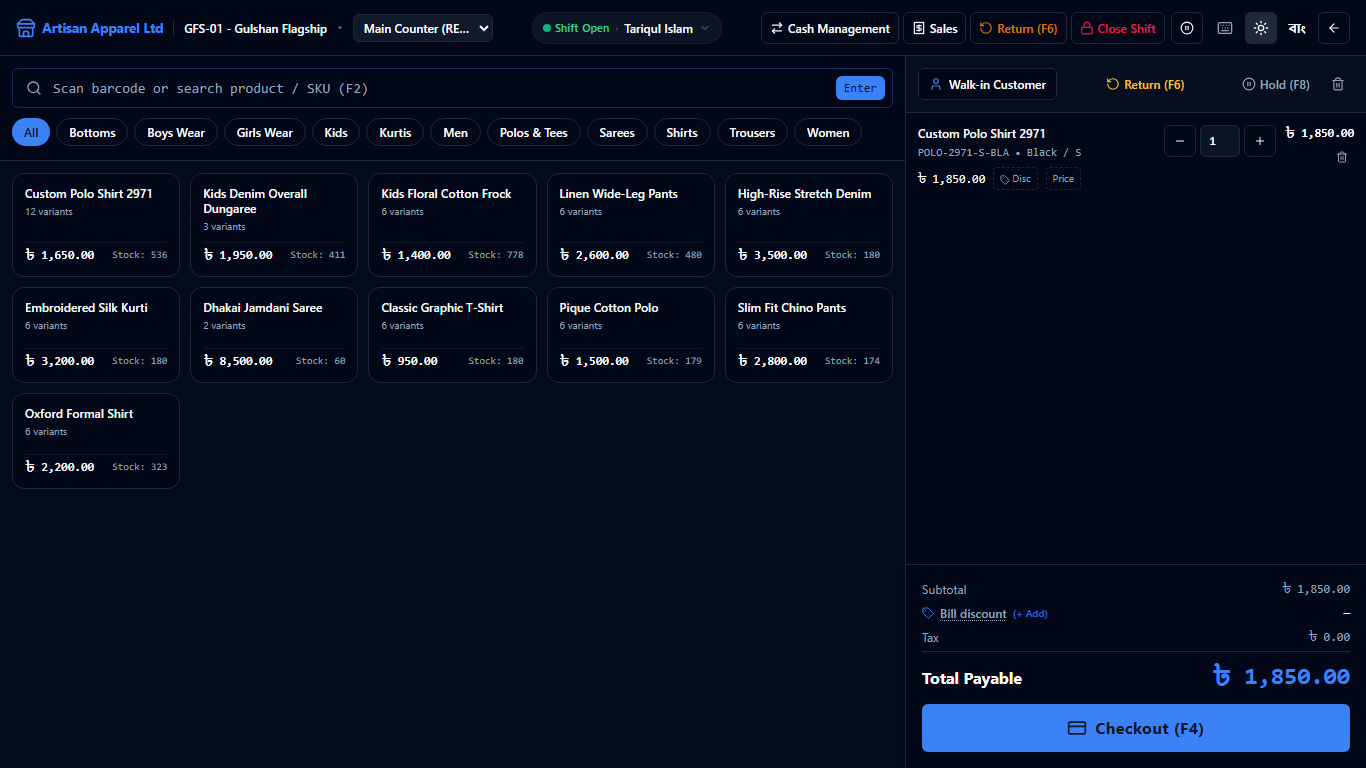 Artisan Apparel Ltd GFS-01 - Gulshan Flagship • Main Counter (RE... Shift Open · Tariqul Islam Cash Management Sales Return (F6) Close Shift বাং
Scan barcode or search product / SKU (F2) Enter
All Bottoms Boys Wear Girls Wear Kids Kurtis Men Polos & Tees Sarees Shirts Trousers Women
Custom Polo Shirt 2971
12 variants
৳ 1,650.00 Stock: 536
Kids Denim Overall
Dungaree
3 variants
৳ 1,950.00 Stock: 411
Kids Floral Cotton Frock
6 variants
৳ 1,400.00 Stock: 778
Linen Wide-Leg Pants
6 variants
৳ 2,600.00 Stock: 480
High-Rise Stretch Denim
6 variants
৳ 3,500.00 Stock: 180
Embroidered Silk Kurti
6 variants
৳ 3,200.00 Stock: 180
Dhakai Jamdani Saree
2 variants
৳ 8,500.00 Stock: 60
Classic Graphic T-Shirt
6 variants
৳ 950.00 Stock: 180
Pique Cotton Polo
6 variants
৳ 1,500.00 Stock: 179
Slim Fit Chino Pants
6 variants
৳ 2,800.00 Stock: 174
Oxford Formal Shirt
6 variants
৳ 2,200.00 Stock: 323
Walk-in Customer Return (F6) Hold (F8)
Custom Polo Shirt 2971 − 1 + ৳ 1,850.00
POLO-2971-S-BLA • Black / S
৳ 1,850.00 Disc Price
Subtotal ৳ 1,850.00
Bill discount (+ Add) —
Tax ৳ 0.00
Total Payable ৳ 1,850.00
Checkout (F4)